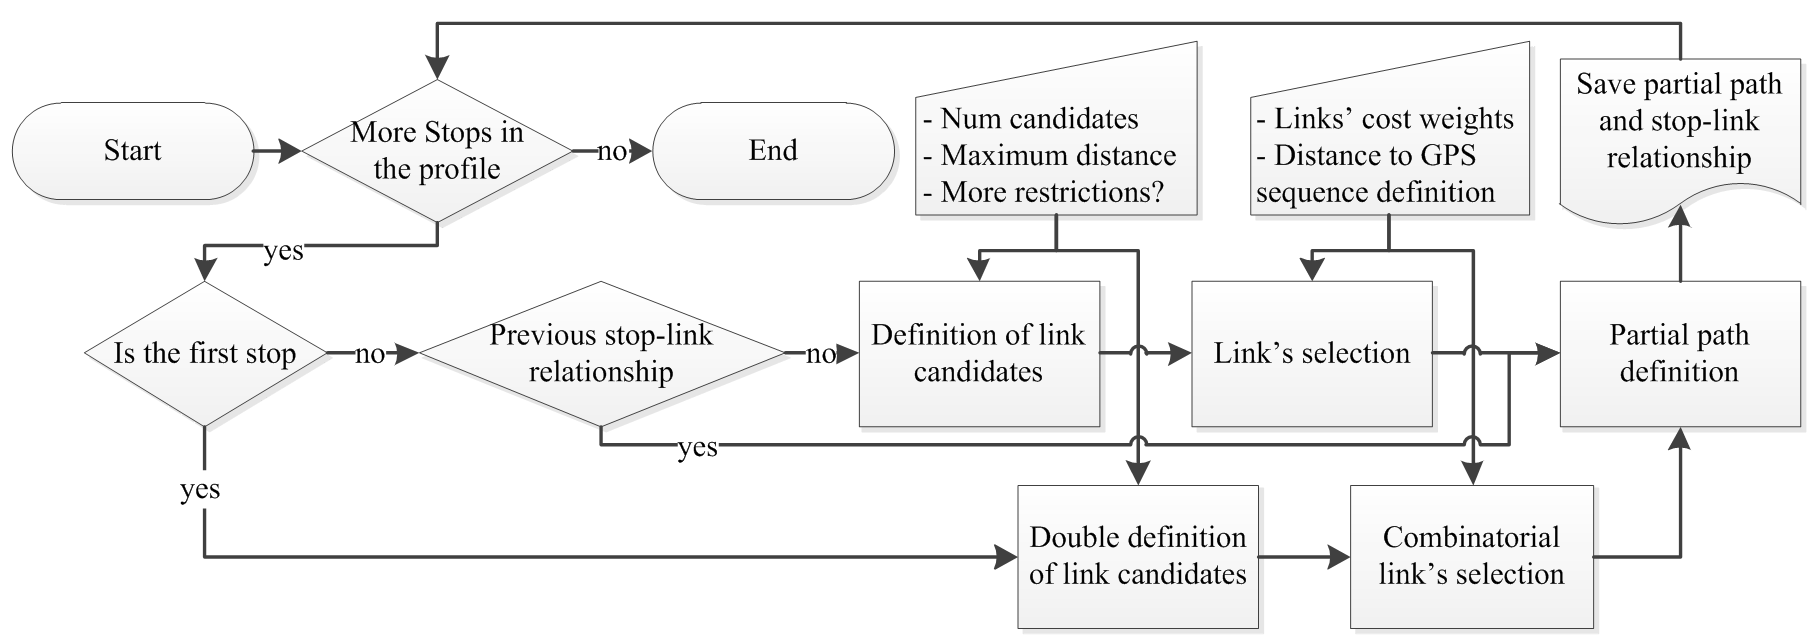 Start
More Stops in
the profile
no
End
- Num candidates
- Maximum distance
- More restrictions?
- Links’ cost weights
- Distance to GPS
sequence definition
Save partial path
and stop-link
relationship
yes
Is the first stop
no
Previous stop-link
relationship
no
Definition of link
candidates
Link’s selection
Partial path
definition
yes
yes
Double definition
of link candidates
Combinatorial
link’s selection